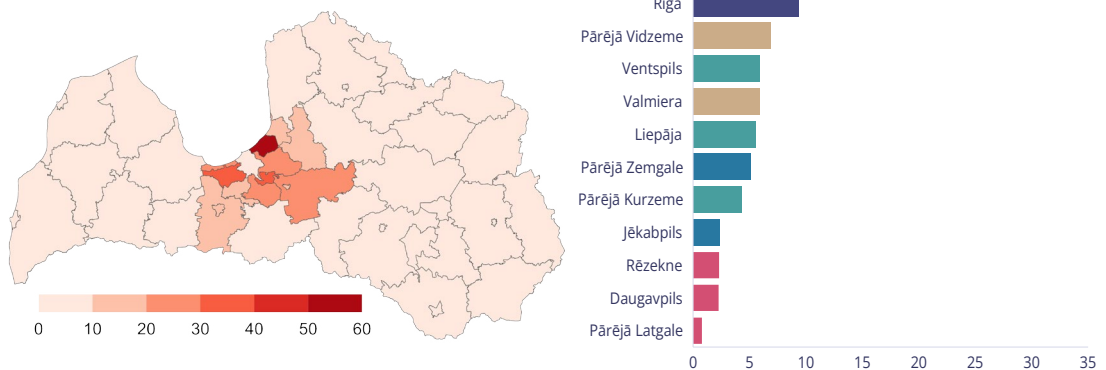 0 10 20 30 40 50 60
Rīga
Pārējā Vidzeme
Ventspils
Valmiera
Liepāja
Pārējā Zemgale
Pārējā Kurzeme
Jēkabpils
Rēzekne
Daugavpils
Pārējā Latgale
0 5 10 15 20 25 30 35